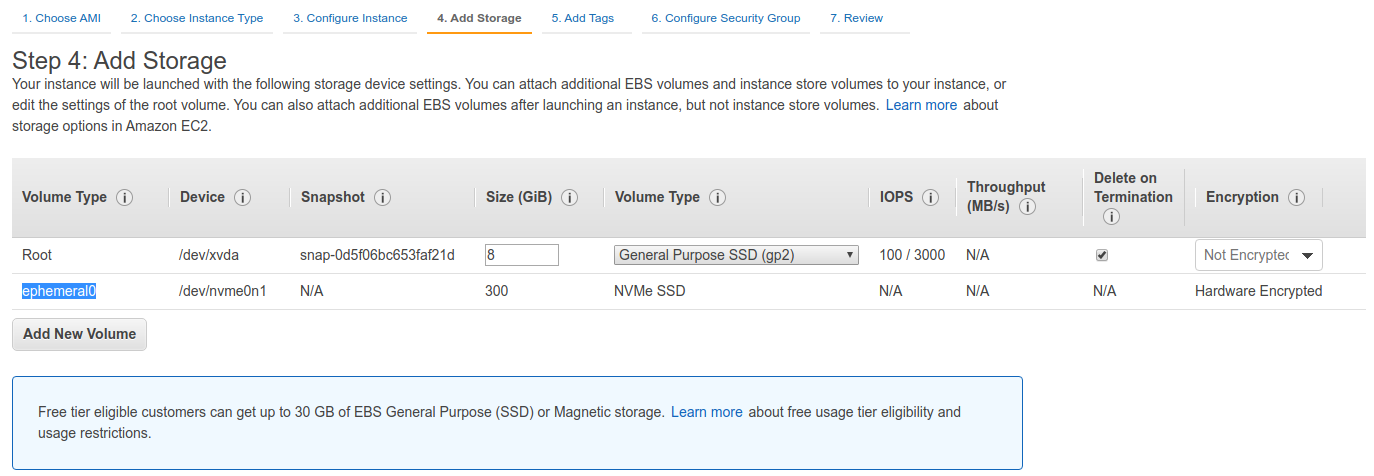 1. Choose AMI 2. Choose Instance Type 3. Configure Instance 4. Add Storage 5. Add Tags 6. Configure Security Group 7. Review
Step 4: Add Storage
Your instance will be launched with the following storage device settings. You can attach additional EBS volumes and instance store volumes to your instance, or
edit the settings of the root volume. You can also attach additional EBS volumes after launching an instance, but not instance store volumes. Learn more about
storage options in Amazon EC2.
Volume Type i Device i Snapshot i Size (GiB) i Volume Type i IOPS i Throughput (MB/s) i Delete on Termination i Encryption i
Root /dev/xvda snap-0d5f06bc653faf21d 8 General Purpose SSD (gp2) 100 / 3000 N/A Not Encryptec
ephemeral0 /dev/nvme0n1 N/A 300 NVMe SSD N/A N/A N/A Hardware Encrypted
Add New Volume
Free tier eligible customers can get up to 30 GB of EBS General Purpose (SSD) or Magnetic storage. Learn more about free usage tier eligibility and
usage restrictions.